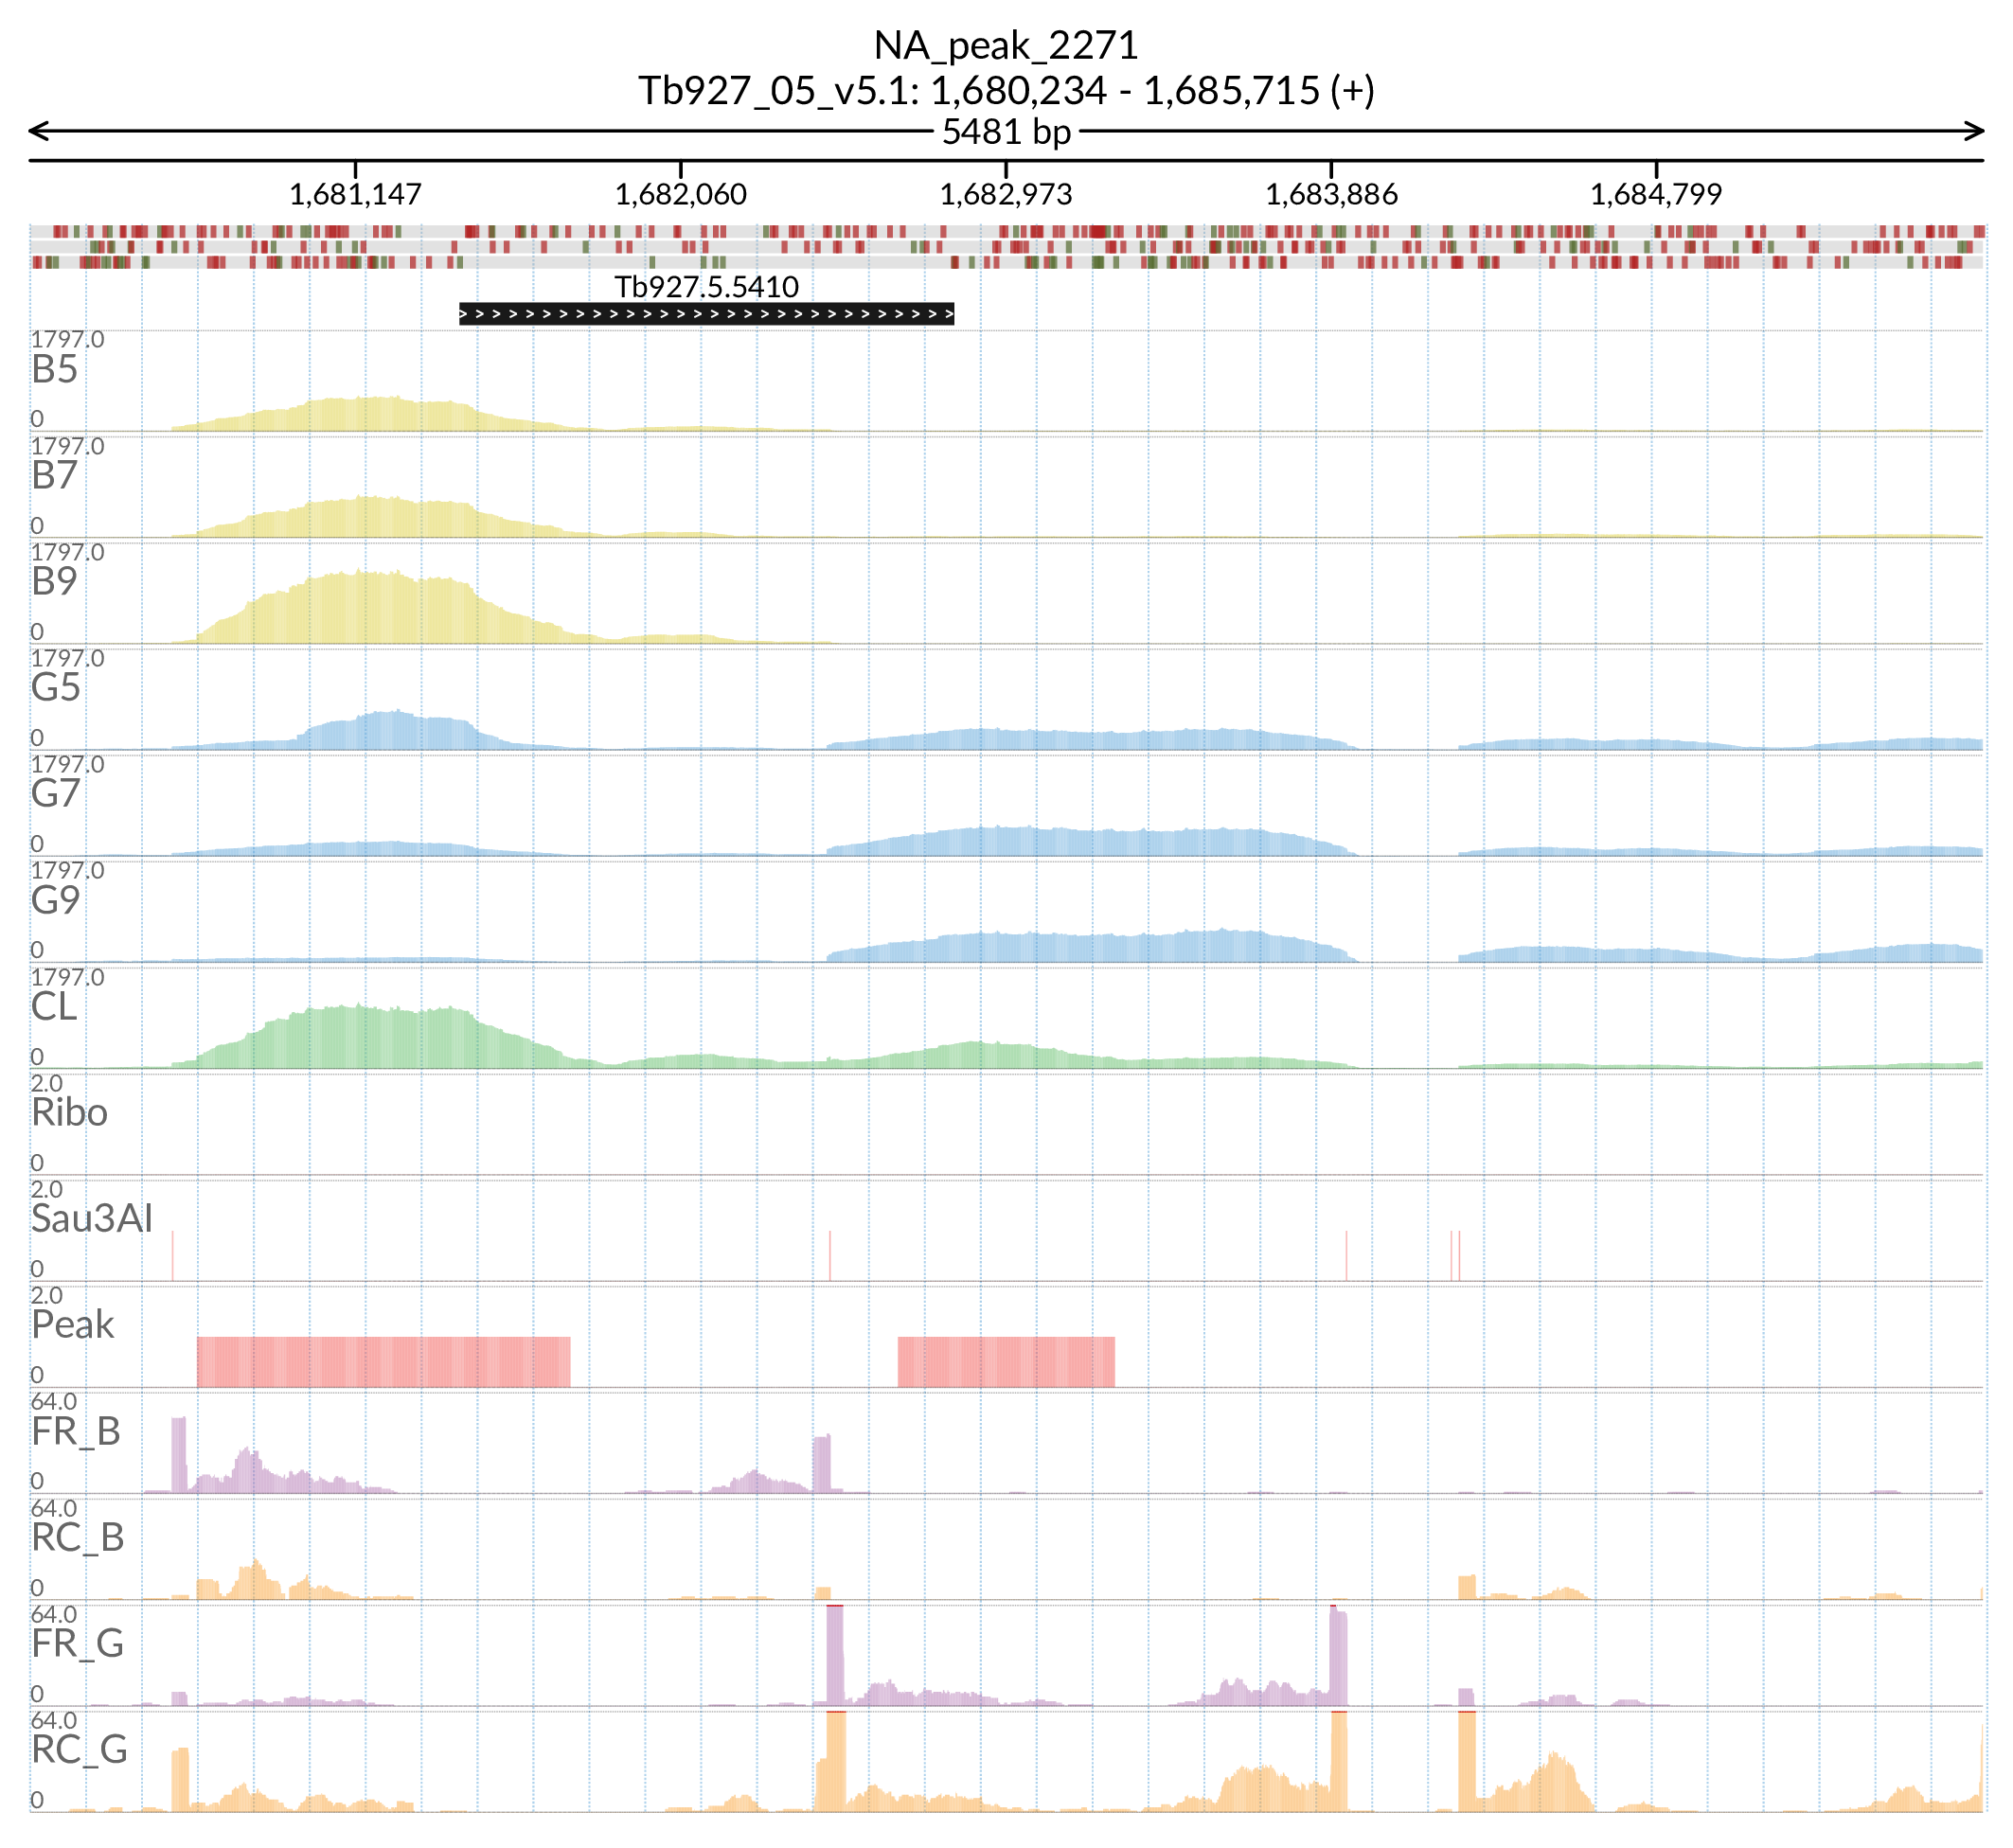 NA_peak_2271
Tb927_05_v5.1: 1,680,234 - 1,685,715 (+)
5481 bp
1,681,147 1,682,060 1,682,973 1,683,886 1,684,799
Tb927.5.5410
1797.0
B5
0
1797.0
B7
0
1797.0
B9
0
1797.0
G5
0
1797.0
G7
0
1797.0
G9
0
1797.0
CL
0
2.0
Ribo
0
2.0
Sau3AI
0
2.0
Peak
0
64.0
FR_B
0
64.0
RC_B
0
64.0
FR_G
0
64.0
RC_G
0